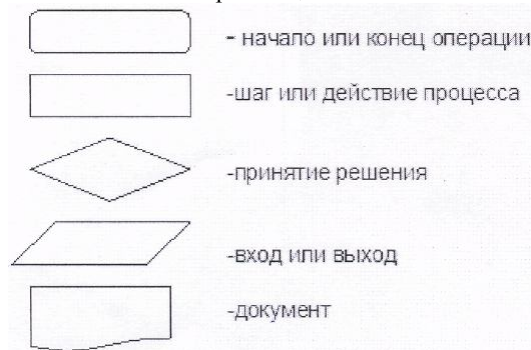 - начало или конец операции
-шаг или действие процесса
-принятие решения
-вход или выход
-документ